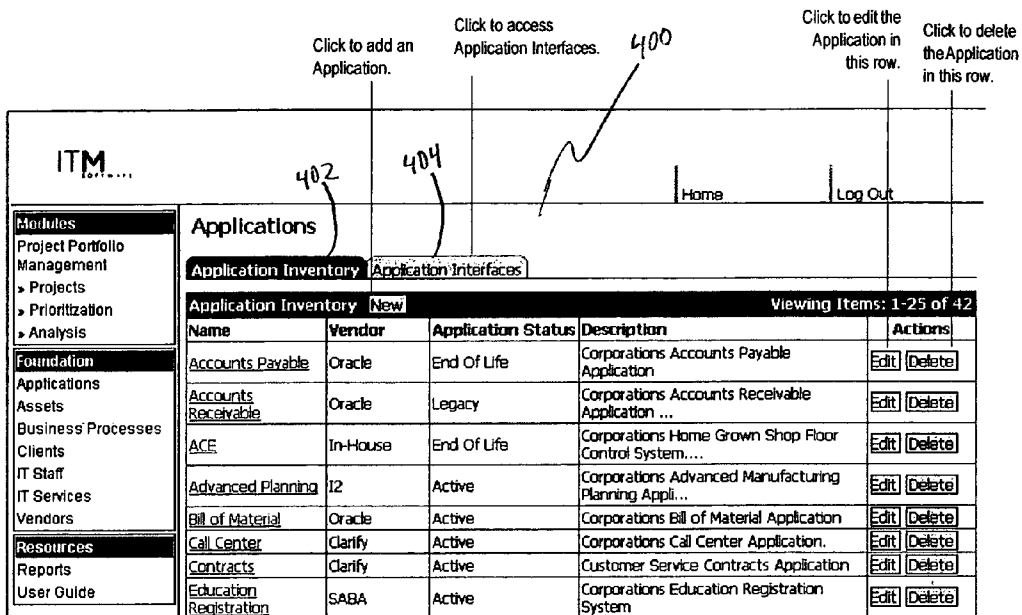 Click to add an
Application.
Click to access
Application Interfaces.
400
Click to edit the
Application in
this row.
Click to delete
the Application
in this row.
ITM
SOFTWARE
402
404
Home
Log Out
Modules
Project Portfolio
Management
» Projects
» Prioritization
» Analysis
Foundation
Applications
Assets
Business Processes
Clients
IT Staff
IT Services
Vendors
Resources
Reports
User Guide
Applications
Application Inventory Application Interfaces
Application Inventory New Viewing Items: 1-25 of 42
Name Vendor Application Status Description Actions
Accounts Payable Oracle End Of Life Corporations Accounts Payable
Application Edit Delete
Accounts
Receivable Oracle Legacy Corporations Accounts Receivable
Application ... Edit Delete
ACE In-House End Of Life Corporations Home Grown Shop Floor
Control System.... Edit Delete
Advanced Planning I2 Active Corporations Advanced Manufacturing
Planning Appli... Edit Delete
Bill of Material Oracle Active Corporations Bill of Material Application Edit Delete
Call Center Clarify Active Corporations Call Center Application. Edit Delete
Contracts Clarify Active Customer Service Contracts Application Edit Delete
Education
Registration SABA Active Corporations Education Registration
System Edit Delete